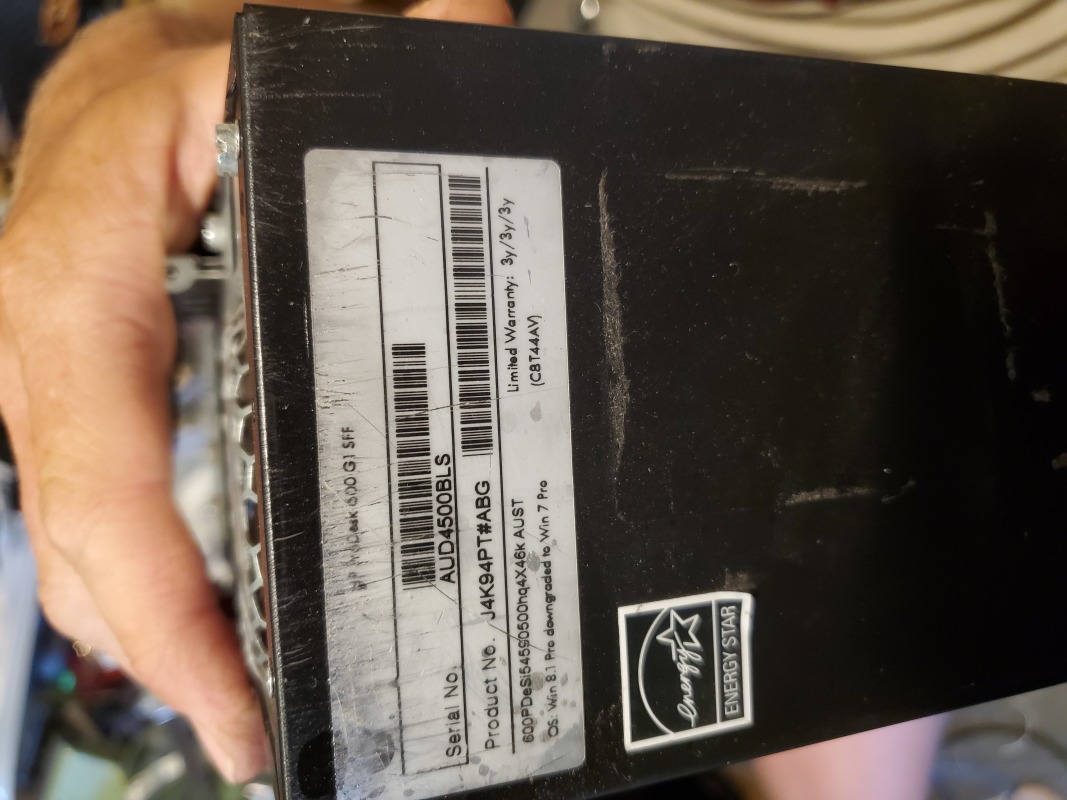 HP ProDesk 600 G1 SFF
Serial No. AUD4500BLS
Product No. J4K94PT#ABG
600PDeSi54590500hq4X46k AUST Limited Warranty: 3y/3y/3y
OS: Win 8.1 Pro downgraded to Win 7 Pro (C8T44AV)
energy
ENERGY STAR